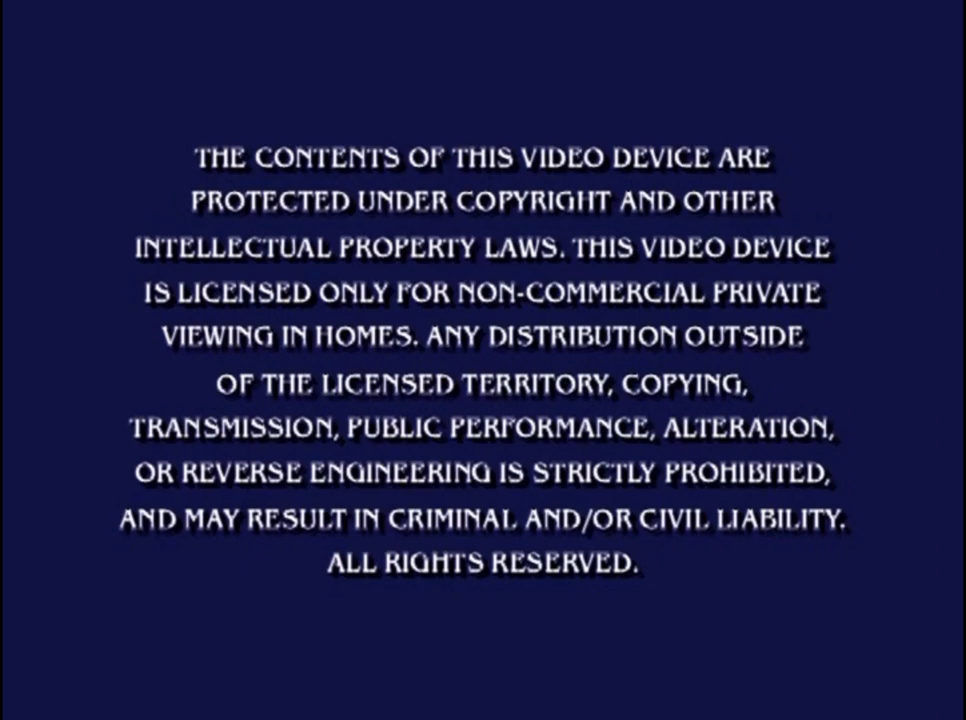 THE CONTENTS OF THIS VIDEO DEVICE ARE
PROTECTED UNDER COPYRIGHT AND OTHER
INTELLECTUAL PROPERTY LAWS. THIS VIDEO DEVICE
IS LICENSED ONLY FOR NON-COMMERCIAL PRIVATE
VIEWING IN HOMES. ANY DISTRIBUTION OUTSIDE
OF THE LICENSED TERRITORY, COPYING,
TRANSMISSION, PUBLIC PERFORMANCE, ALTERATION,
OR REVERSE ENGINEERING IS STRICTLY PROHIBITED,
AND MAY RESULT IN CRIMINAL AND/OR CIVIL LIABILITY.
ALL RIGHTS RESERVED.